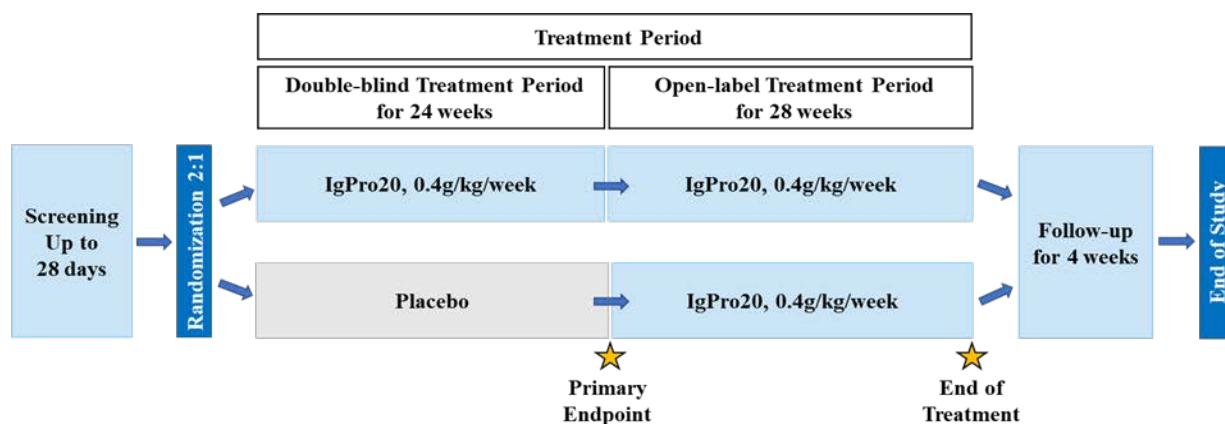 Treatment Period
Double-blind Treatment Period
for 24 weeks
Open-label Treatment Period
for 28 weeks
Screening
Up to
28 days
Randomization 2:1
IgPro20, 0.4g/kg/week
IgPro20, 0.4g/kg/week
Placebo
IgPro20, 0.4g/kg/week
Follow-up
for 4 weeks
End of Study
Primary
Endpoint
End of
Treatment